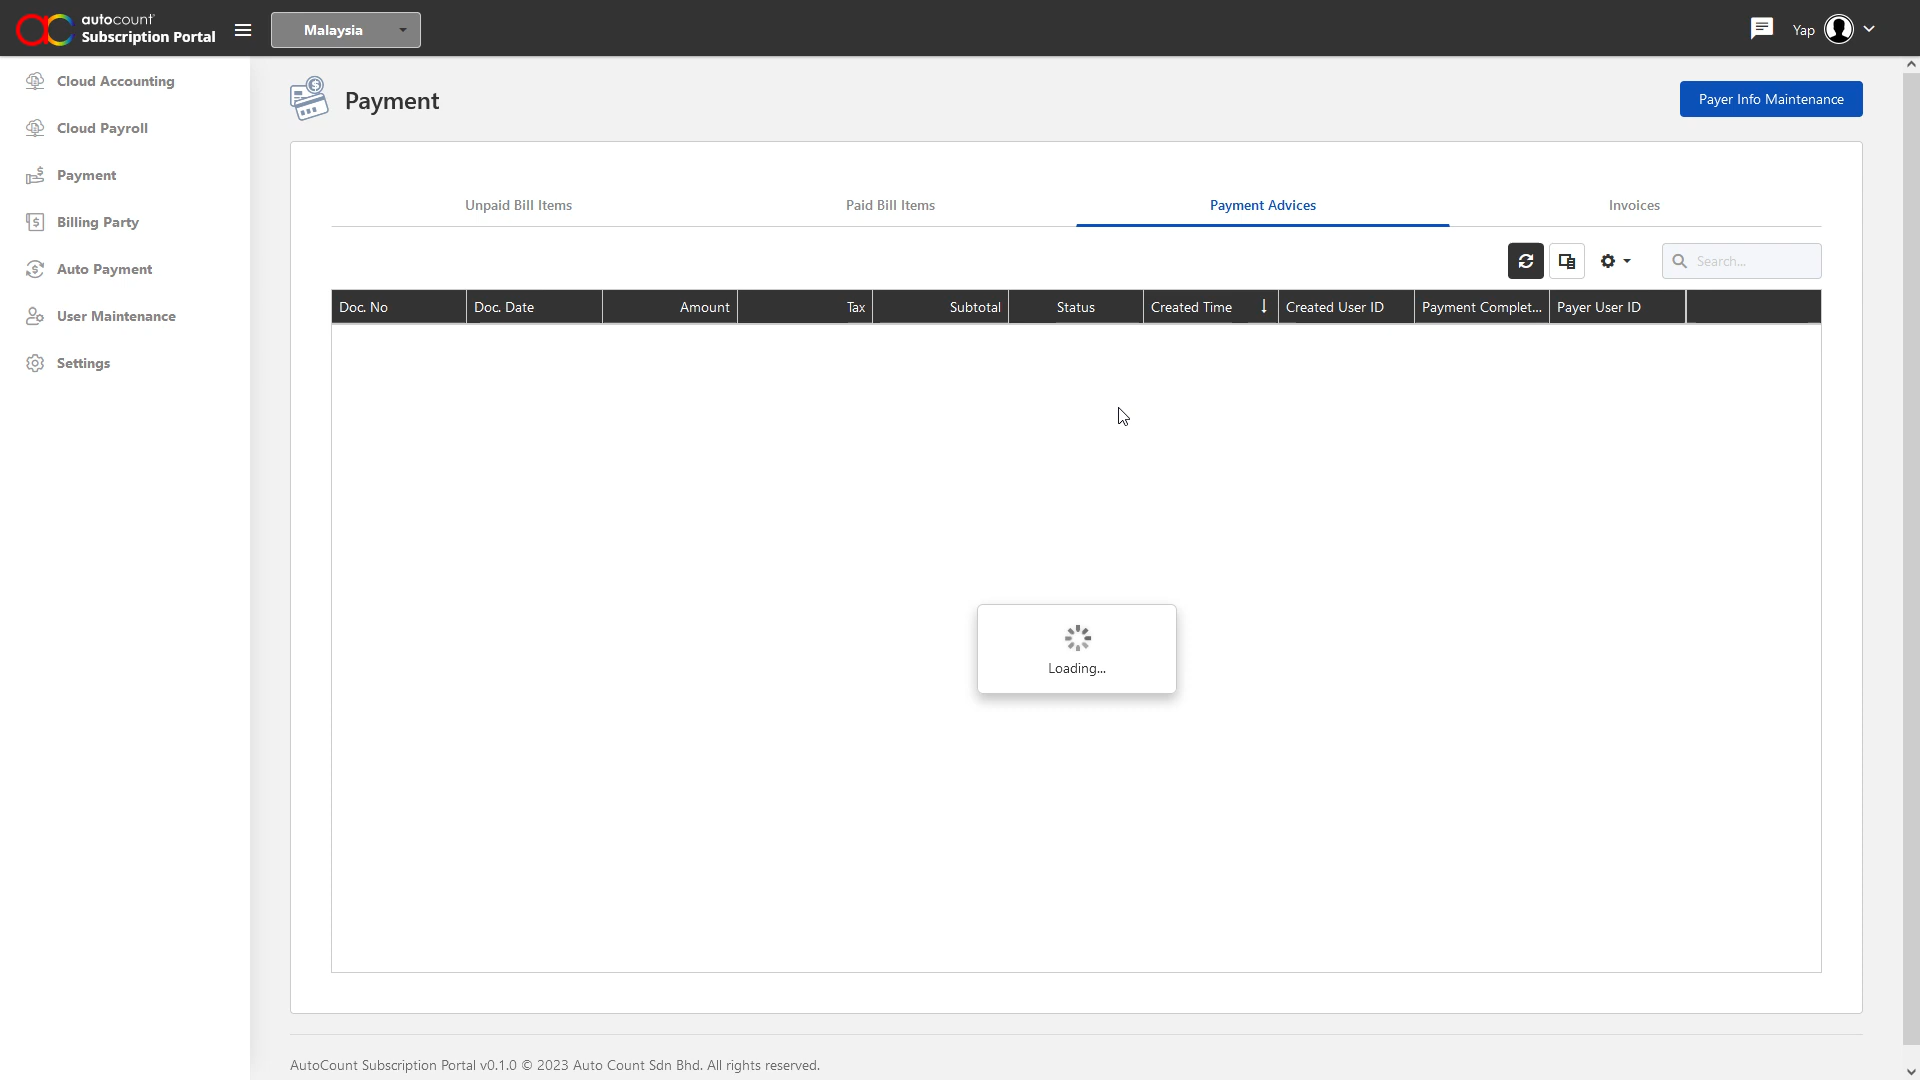 autocount
Subscription Portal
Malaysia
Yap
Cloud Accounting
Cloud Payroll
Payment
Billing Party
Auto Payment
User Maintenance
Settings
Payment
Payer Info Maintenance
Unpaid Bill Items
Paid Bill Items
Payment Advices
Invoices
Search...
Doc. No
Doc. Date
Amount
Tax
Subtotal
Status
Created Time
Created User ID
Payment Complet...
Payer User ID
Loading...
AutoCount Subscription Portal v0.1.0 © 2023 Auto Count Sdn Bhd. All rights reserved.